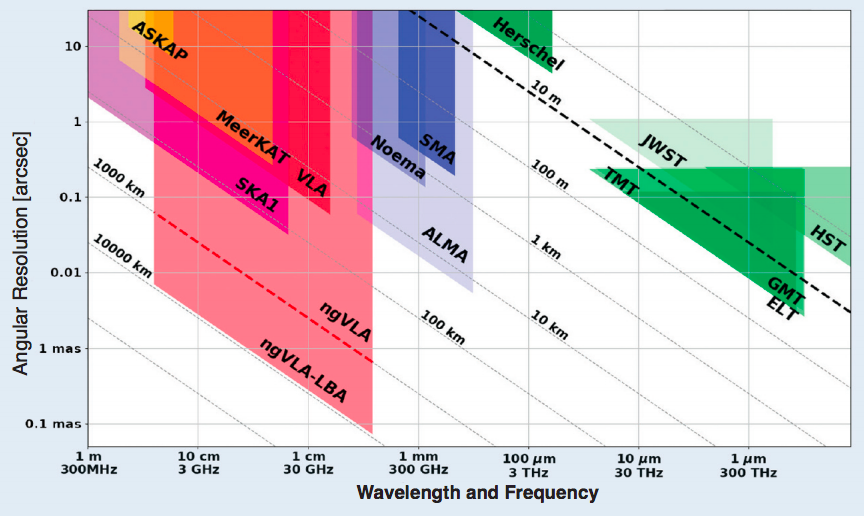 Angular Resolution [arcsec]
10
1
0.1
0.01
1 mas
0.1 mas
ASKAP
MeerKAT
VLA
SKA1
Noema
SMA
ALMA
Herschel
JWST
TMT
HST
GMT
ELT
ngVLA
ngVLA-LBA
10 m
100 m
1 km
10 km
100 km
1000 km
10000 km
1 m
300MHz
10 cm
3 GHz
1 cm
30 GHz
1 mm
300 GHz
100 μm
3 THz
10 μm
30 THz
1 μm
300 THz
Wavelength and Frequency